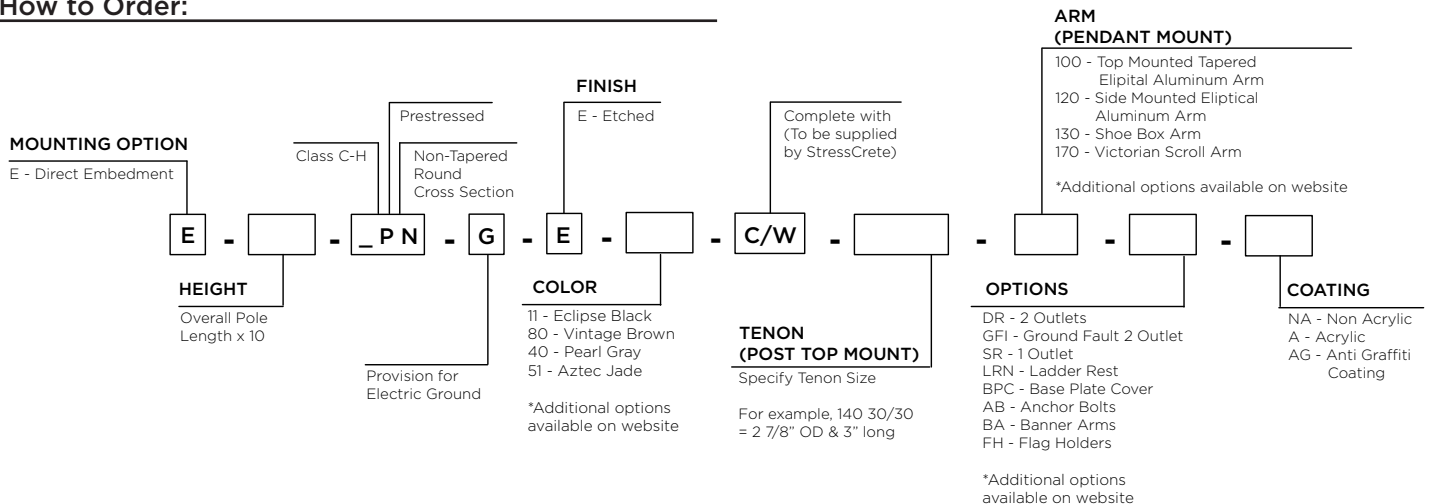 How to Order:
ARM
(PENDANT MOUNT)
100 - Top Mounted Tapered
Elipital Aluminum Arm
120 - Side Mounted Eliptical
Aluminum Arm
130 - Shoe Box Arm
170 - Victorian Scroll Arm
*Additional options available on website
FINISH
E - Etched
Complete with
(To be supplied
by StressCrete)
Prestressed
MOUNTING OPTION
E - Direct Embedment
Class C-H
Non-Tapered
Round
Cross Section
E - - _ P N - G - E - - C/W - - - -
HEIGHT
Overall Pole
Length x 10
Provision for
Electric Ground
COLOR
11 - Eclipse Black
80 - Vintage Brown
40 - Pearl Gray
51 - Aztec Jade
*Additional options
available on website
TENON
(POST TOP MOUNT)
Specify Tenon Size
For example, 140 30/30
= 2 7/8” OD & 3” long
OPTIONS
DR - 2 Outlets
GFI - Ground Fault 2 Outlet
SR - 1 Outlet
LRN - Ladder Rest
BPC - Base Plate Cover
AB - Anchor Bolts
BA - Banner Arms
FH - Flag Holders
*Additional options
available on website
COATING
NA - Non Acrylic
A - Acrylic
AG - Anti Graffiti
Coating